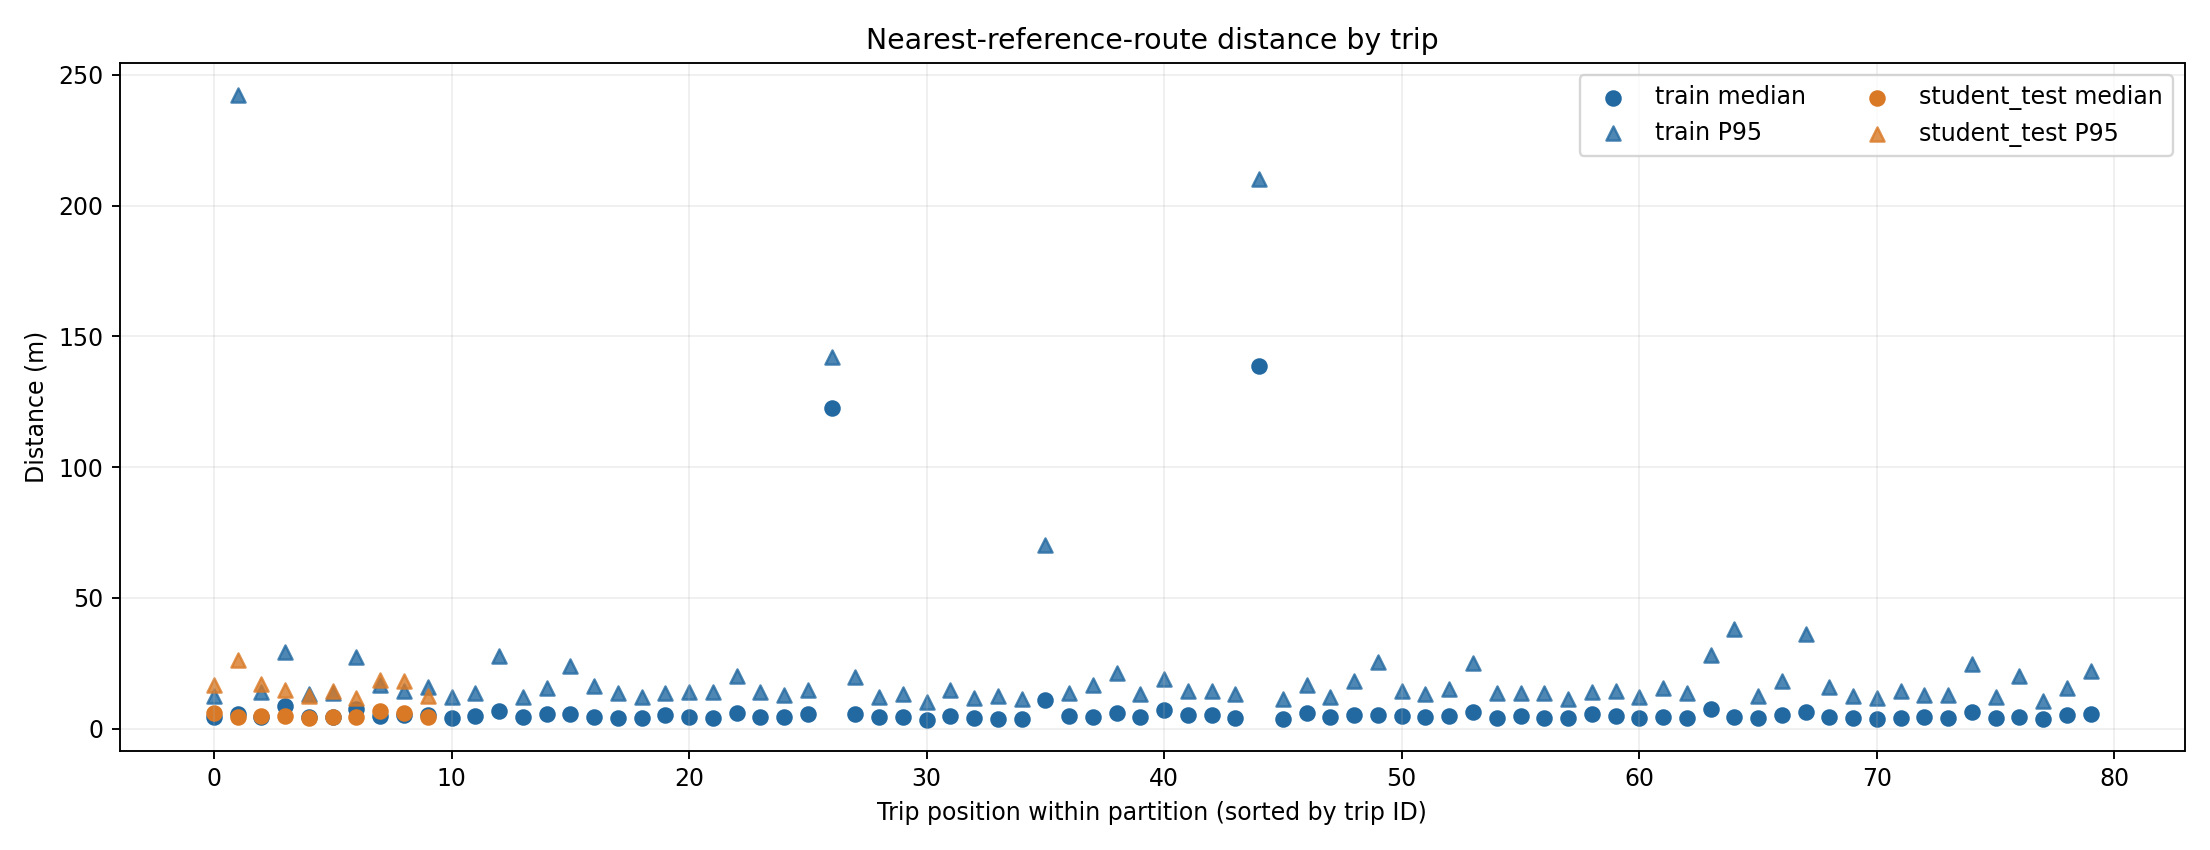 Nearest-reference-route distance by trip
train median
train P95
student_test median
student_test P95
250
200
150
100
50
0
Distance (m)
0 10 20 30 40 50 60 70 80
Trip position within partition (sorted by trip ID)